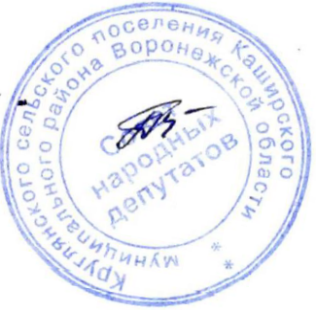 Круглянского сельского поселения Каширского
муниципального района Воронежской области
народных
депутатов